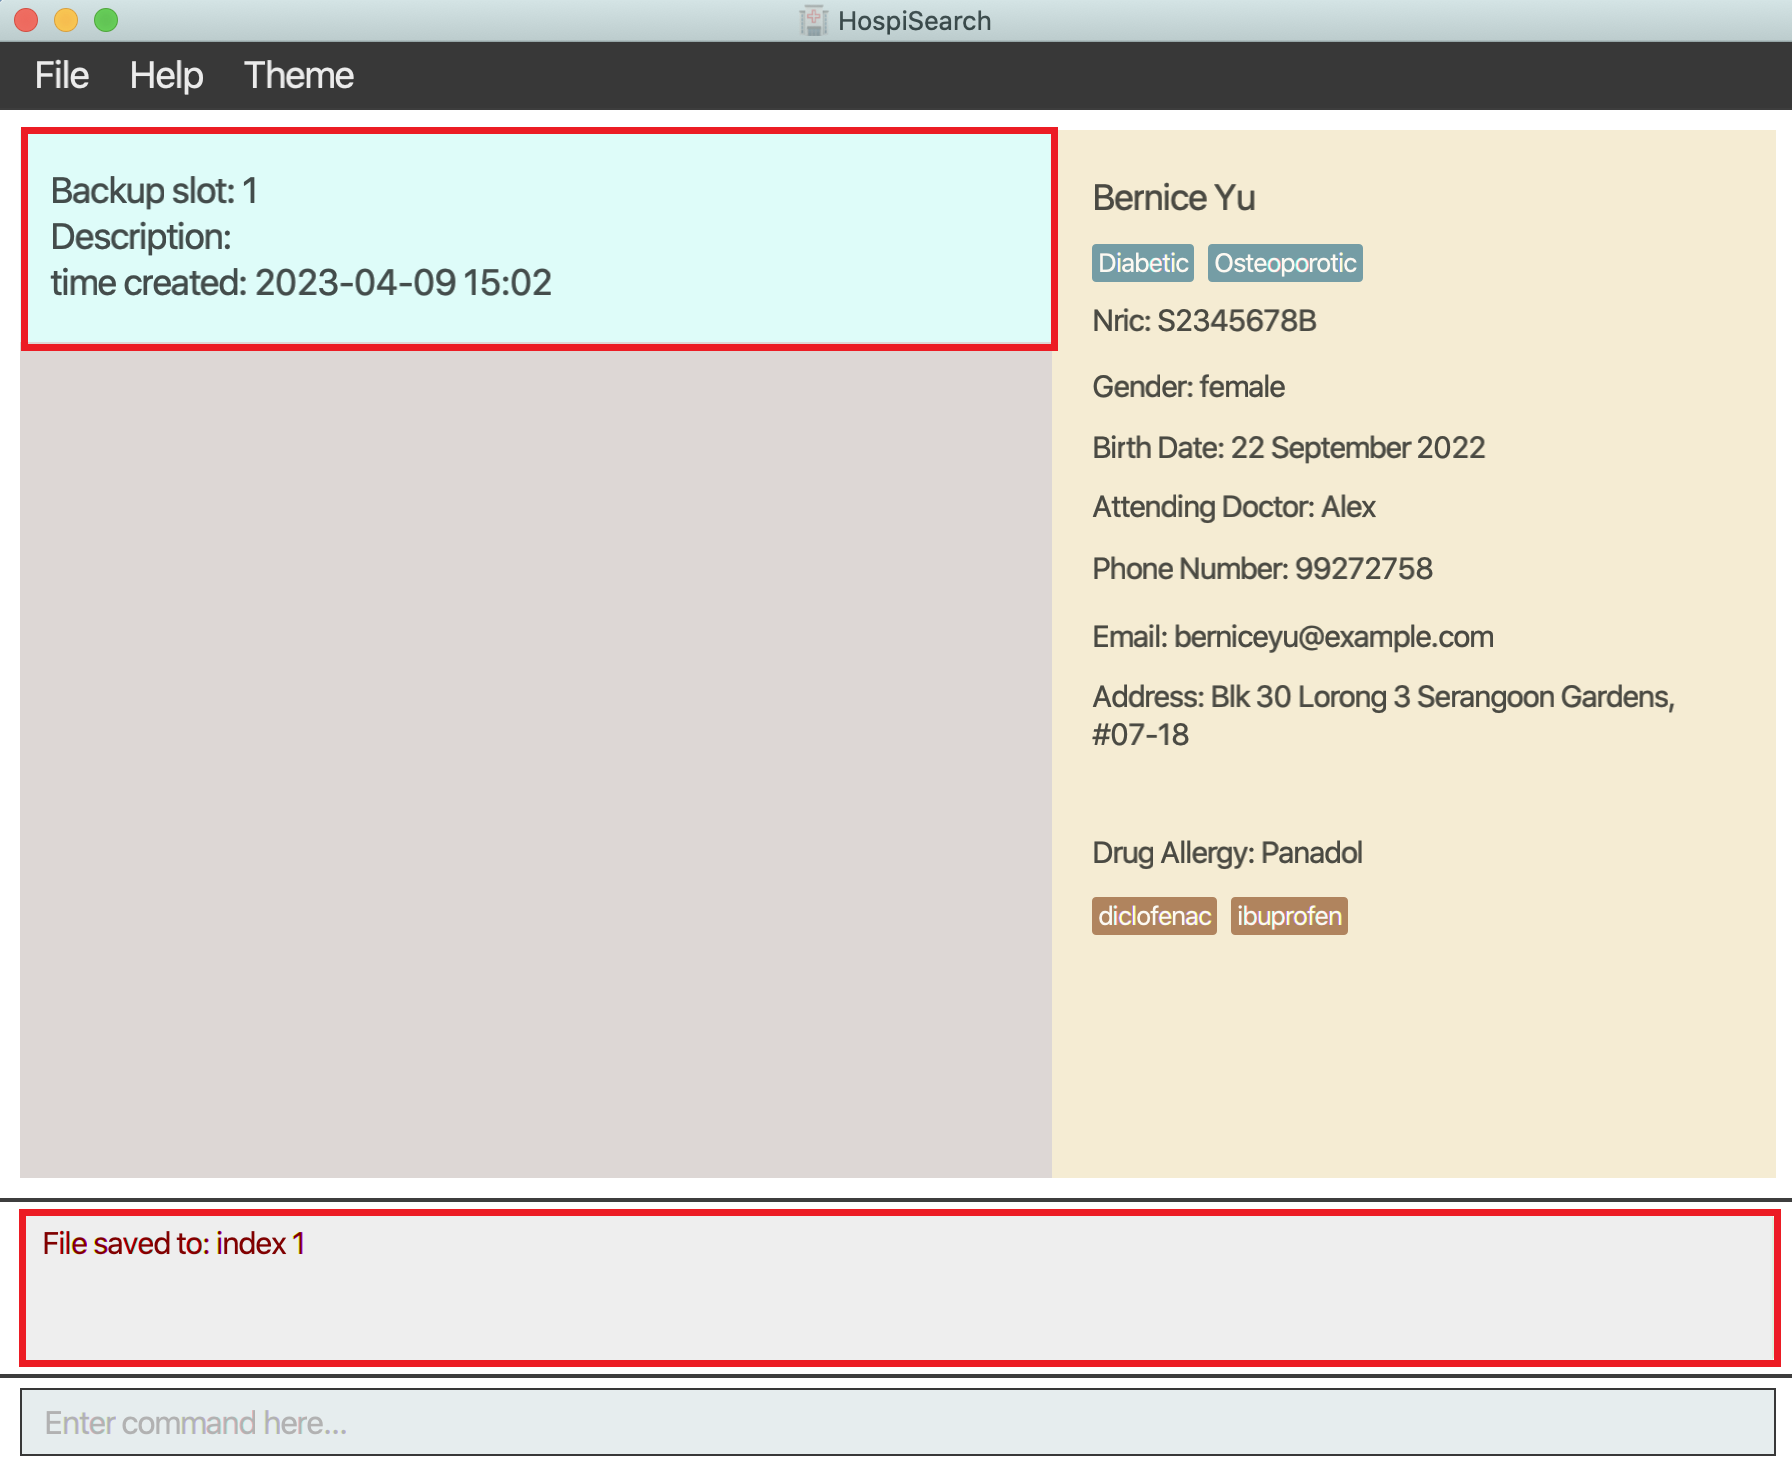 HospiSearch
File Help Theme
Backup slot: 1
Description:
time created: 2023-04-09 15:02
Bernice Yu
Diabetic Osteoporotic
Nric: S2345678B
Gender: female
Birth Date: 22 September 2022
Attending Doctor: Alex
Phone Number: 99272758
Email: berniceyu@example.com
Address: Blk 30 Lorong 3 Serangoon Gardens,
#07-18
Drug Allergy: Panadol
diclofenac ibuprofen
File saved to: index 1
Enter command here...